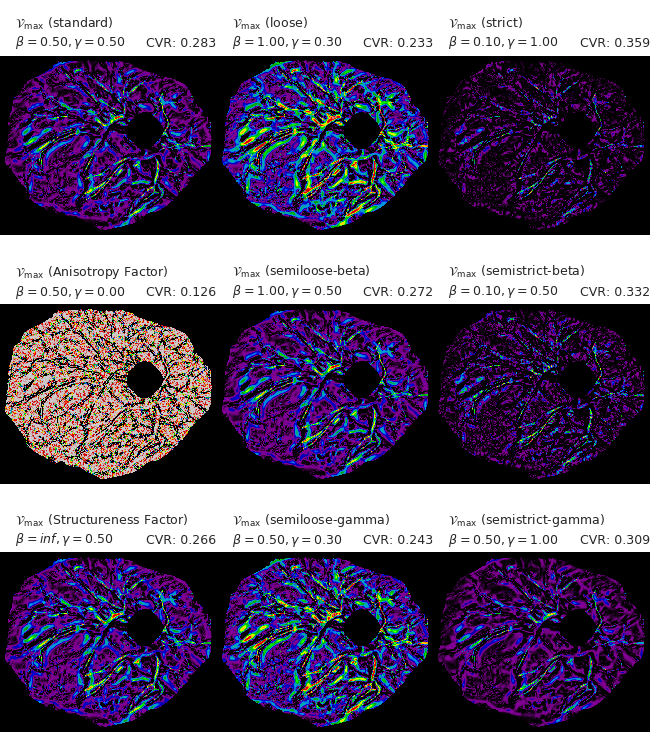 𝒱max (standard)
β = 0.50, γ = 0.50 CVR: 0.283
𝒱max (loose)
β = 1.00, γ = 0.30 CVR: 0.233
𝒱max (strict)
β = 0.10, γ = 1.00 CVR: 0.359
𝒱max (Anisotropy Factor)
β = 0.50, γ = 0.00 CVR: 0.126
𝒱max (semiloose-beta)
β = 1.00, γ = 0.50 CVR: 0.272
𝒱max (semistrict-beta)
β = 0.10, γ = 0.50 CVR: 0.332
𝒱max (Structureness Factor)
β = inf, γ = 0.50 CVR: 0.266
𝒱max (semiloose-gamma)
β = 0.50, γ = 0.30 CVR: 0.243
𝒱max (semistrict-gamma)
β = 0.50, γ = 1.00 CVR: 0.309